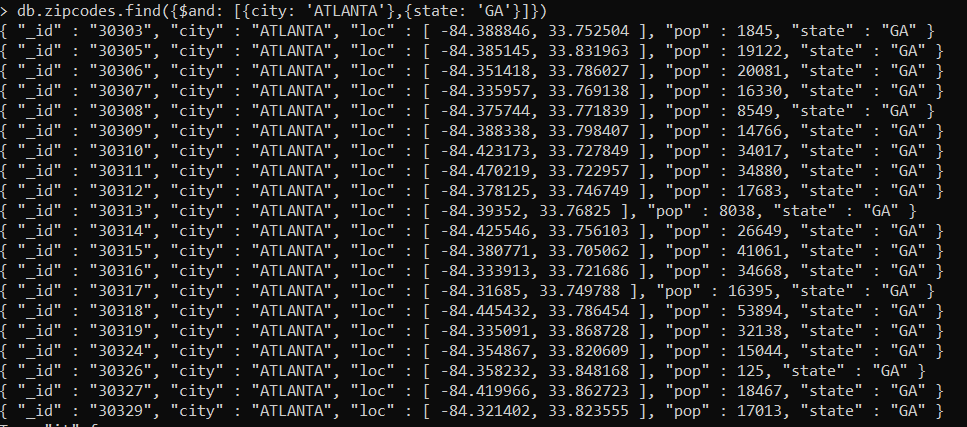 > db.zipcodes.find({$and: [{city: 'ATLANTA'},{state: 'GA'}]})
{ "_id" : "30303", "city" : "ATLANTA", "loc" : [ -84.388846, 33.752504 ], "pop" : 1845, "state" : "GA" }
{ "_id" : "30305", "city" : "ATLANTA", "loc" : [ -84.385145, 33.831963 ], "pop" : 19122, "state" : "GA" }
{ "_id" : "30306", "city" : "ATLANTA", "loc" : [ -84.351418, 33.786027 ], "pop" : 20081, "state" : "GA" }
{ "_id" : "30307", "city" : "ATLANTA", "loc" : [ -84.335957, 33.769138 ], "pop" : 16330, "state" : "GA" }
{ "_id" : "30308", "city" : "ATLANTA", "loc" : [ -84.375744, 33.771839 ], "pop" : 8549, "state" : "GA" }
{ "_id" : "30309", "city" : "ATLANTA", "loc" : [ -84.388338, 33.798407 ], "pop" : 14766, "state" : "GA" }
{ "_id" : "30310", "city" : "ATLANTA", "loc" : [ -84.423173, 33.727849 ], "pop" : 34017, "state" : "GA" }
{ "_id" : "30311", "city" : "ATLANTA", "loc" : [ -84.470219, 33.722957 ], "pop" : 34880, "state" : "GA" }
{ "_id" : "30312", "city" : "ATLANTA", "loc" : [ -84.378125, 33.746749 ], "pop" : 17683, "state" : "GA" }
{ "_id" : "30313", "city" : "ATLANTA", "loc" : [ -84.39352, 33.76825 ], "pop" : 8038, "state" : "GA" }
{ "_id" : "30314", "city" : "ATLANTA", "loc" : [ -84.425546, 33.756103 ], "pop" : 26649, "state" : "GA" }
{ "_id" : "30315", "city" : "ATLANTA", "loc" : [ -84.380771, 33.705062 ], "pop" : 41061, "state" : "GA" }
{ "_id" : "30316", "city" : "ATLANTA", "loc" : [ -84.333913, 33.721686 ], "pop" : 34668, "state" : "GA" }
{ "_id" : "30317", "city" : "ATLANTA", "loc" : [ -84.31685, 33.749788 ], "pop" : 16395, "state" : "GA" }
{ "_id" : "30318", "city" : "ATLANTA", "loc" : [ -84.445432, 33.786454 ], "pop" : 53894, "state" : "GA" }
{ "_id" : "30319", "city" : "ATLANTA", "loc" : [ -84.335091, 33.868728 ], "pop" : 32138, "state" : "GA" }
{ "_id" : "30324", "city" : "ATLANTA", "loc" : [ -84.354867, 33.820609 ], "pop" : 15044, "state" : "GA" }
{ "_id" : "30326", "city" : "ATLANTA", "loc" : [ -84.358232, 33.848168 ], "pop" : 125, "state" : "GA" }
{ "_id" : "30327", "city" : "ATLANTA", "loc" : [ -84.419966, 33.862723 ], "pop" : 18467, "state" : "GA" }
{ "_id" : "30329", "city" : "ATLANTA", "loc" : [ -84.321402, 33.823555 ], "pop" : 17013, "state" : "GA" }